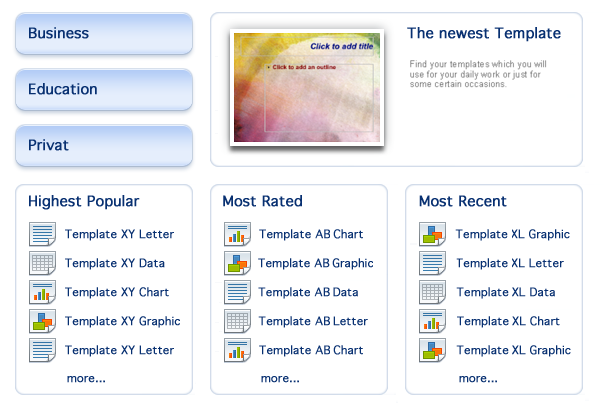 Business
Education
Privat
The newest Template
Find your templates which you will
use for your daily work or just for
some certain occasions.
Click to add title
• Click to add an outline
Highest Popular
Template XY Letter
Template XY Data
Template XY Chart
Template XY Graphic
Template XY Letter
more...
Most Rated
Template AB Chart
Template AB Graphic
Template AB Data
Template AB Letter
Template AB Chart
more...
Most Recent
Template XL Graphic
Template XL Letter
Template XL Data
Template XL Chart
Template XL Graphic
more...